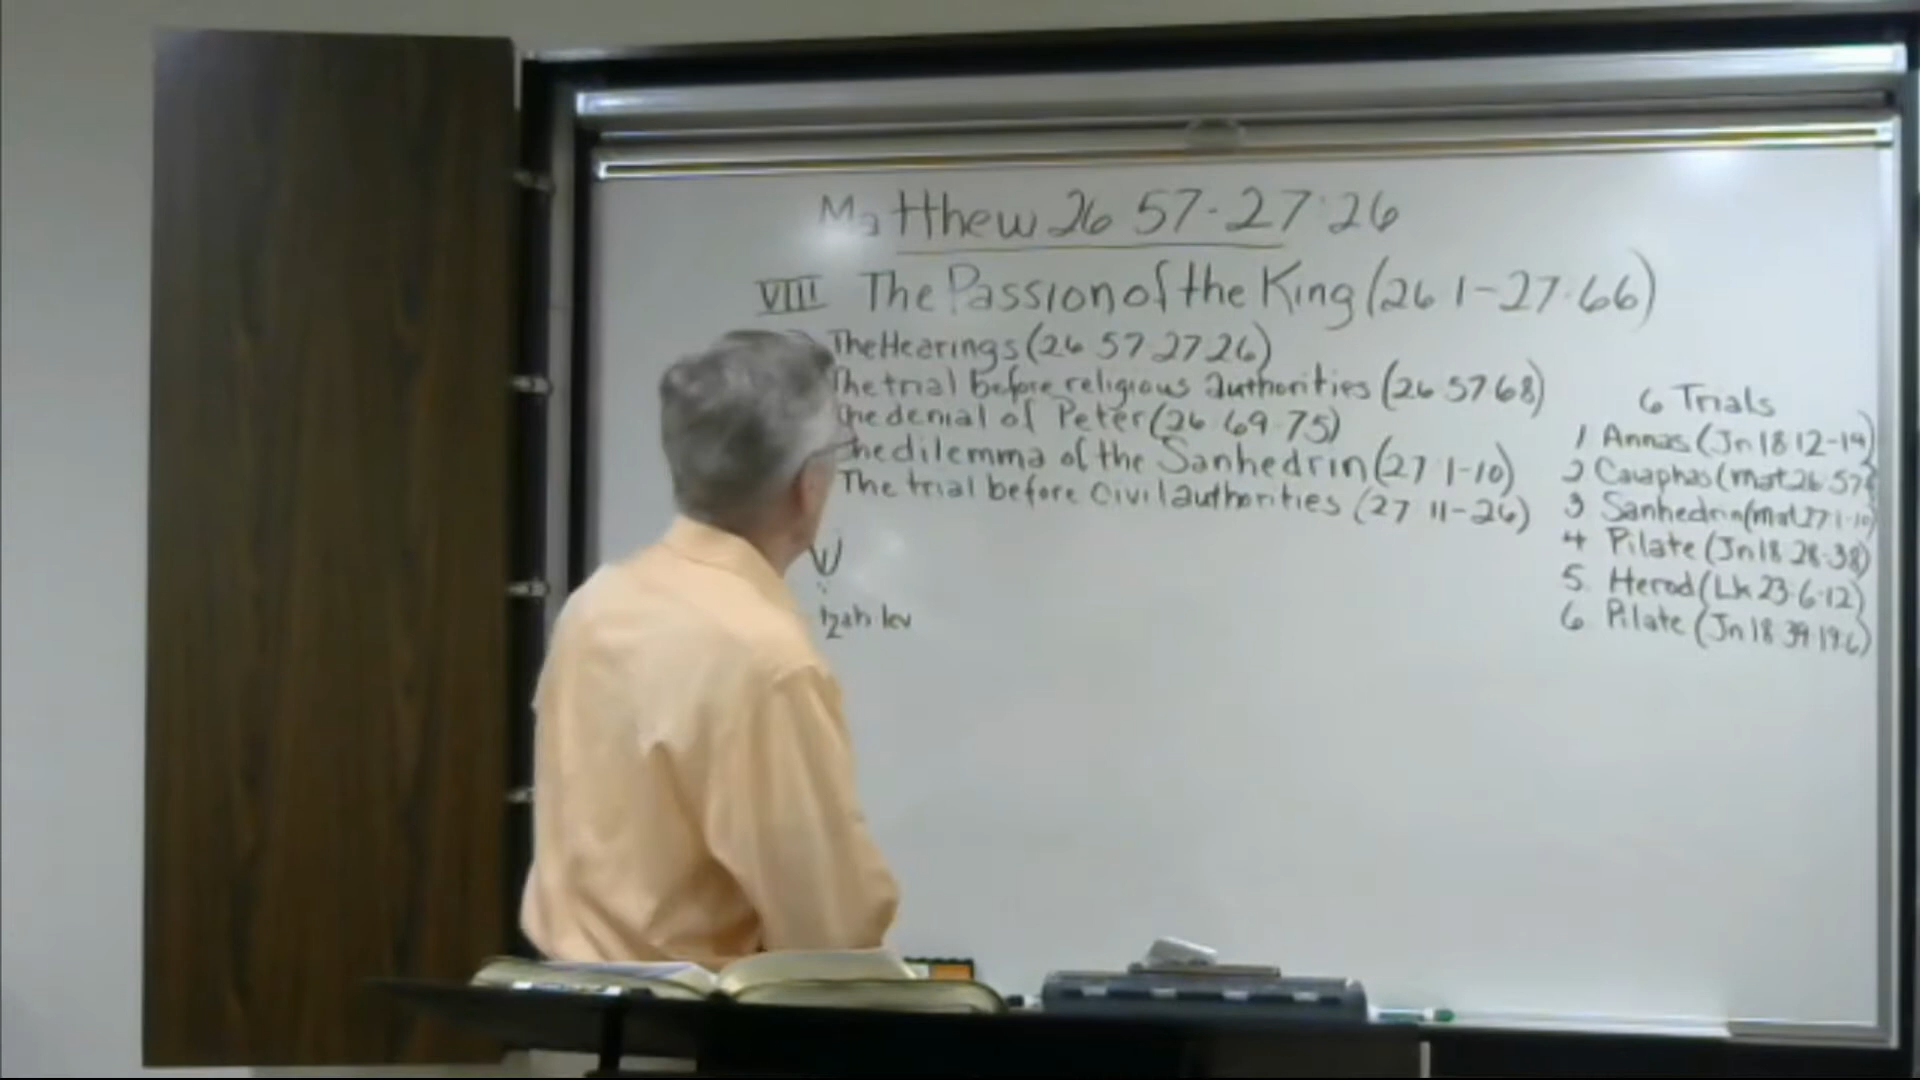 Matthew 26 57-27:26
VIII The Passion of the King (26 1-27:66)
The Hearings (26 57 27 26)
The trial before religious authorities (26 57 68)
The denial of Peter (26 69-75)
The dilemma of the Sanhedrin (27 1-10)
The trial before Civil authorities (27 11-26)
6 Trials
1 Annas (Jn 18 12-14)
2 Caiaphas (Mat 26 57
3 Sanhedrin (Mat 27 1-10)
4 Pilate (Jn 18 28-38)
5. Herod (Lk 23-6-12)
6 Pilate (Jn 18 39-19:6)